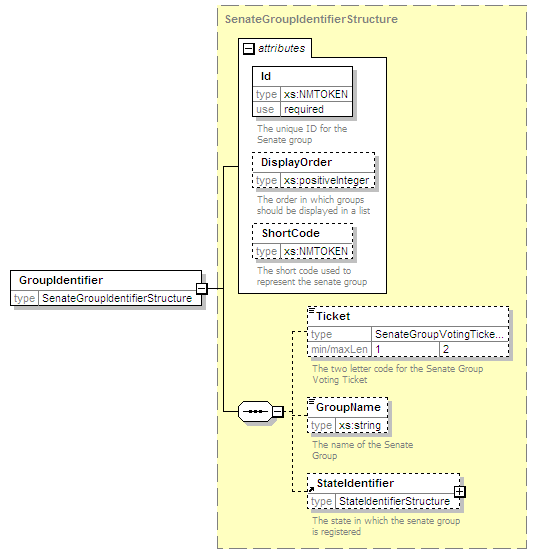 SenateGroupIdentifierStructure
attributes
Id
type xs:NMTOKEN
use required
The unique ID for the
Senate group
DisplayOrder
type xs:positiveInteger
The order in which groups
should be displayed in a list
ShortCode
type xs:NMTOKEN
The short code used to
represent the senate group
GroupIdentifier
type SenateGroupIdentifierStructure
Ticket
type SenateGroupVotingTicke...
min/maxLen 1 2
The two letter code for the Senate Group
Voting Ticket
GroupName
type xs:string
The name of the Senate
Group
StateIdentifier
type StateIdentifierStructure
The state in which the senate group
is registered